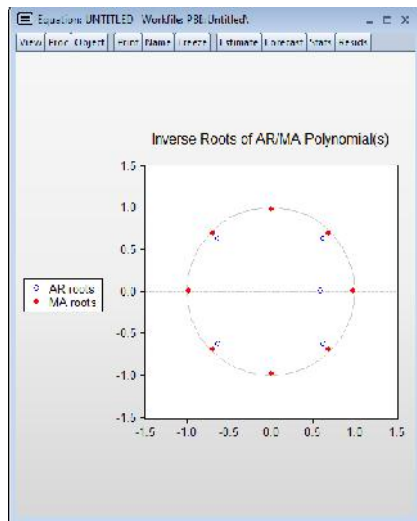 Equation: UNTITLED Workfile: PBI::Untitled\
View Proc Object Print Name Freeze Estimate Forecast Stats Resids
Inverse Roots of AR/MA Polynomial(s)
1.5
1.0
0.5
0.0
-0.5
-1.0
-1.5
AR roots
MA roots
-1.5 -1.0 -0.5 0.0 0.5 1.0 1.5